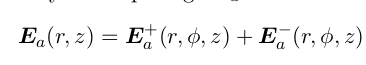 E_a(r, z) = E_a^+(r, ϕ, z) + E_a^-(r, ϕ, z)